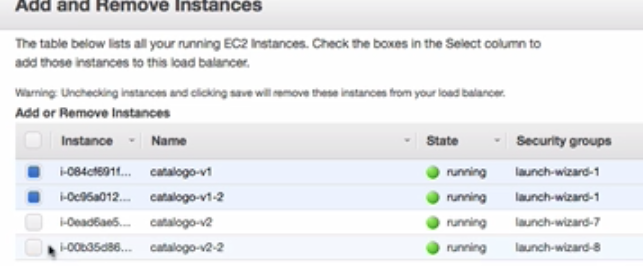 Add and Remove Instances
The table below lists all your running EC2 Instances. Check the boxes in the Select column to
add those instances to this load balancer.
Warning: Unchecking instances and clicking save will remove these instances from your load balancer.
Add or Remove Instances
Instance Name State Security groups
i-084cf691f... catalogo-v1 running launch-wizard-1
i-0c95a012... catalogo-v1-2 running launch-wizard-1
i-0ead6ae5... catalogo-v2 running launch-wizard-7
i-00b35d86... catalogo-v2-2 running launch-wizard-8